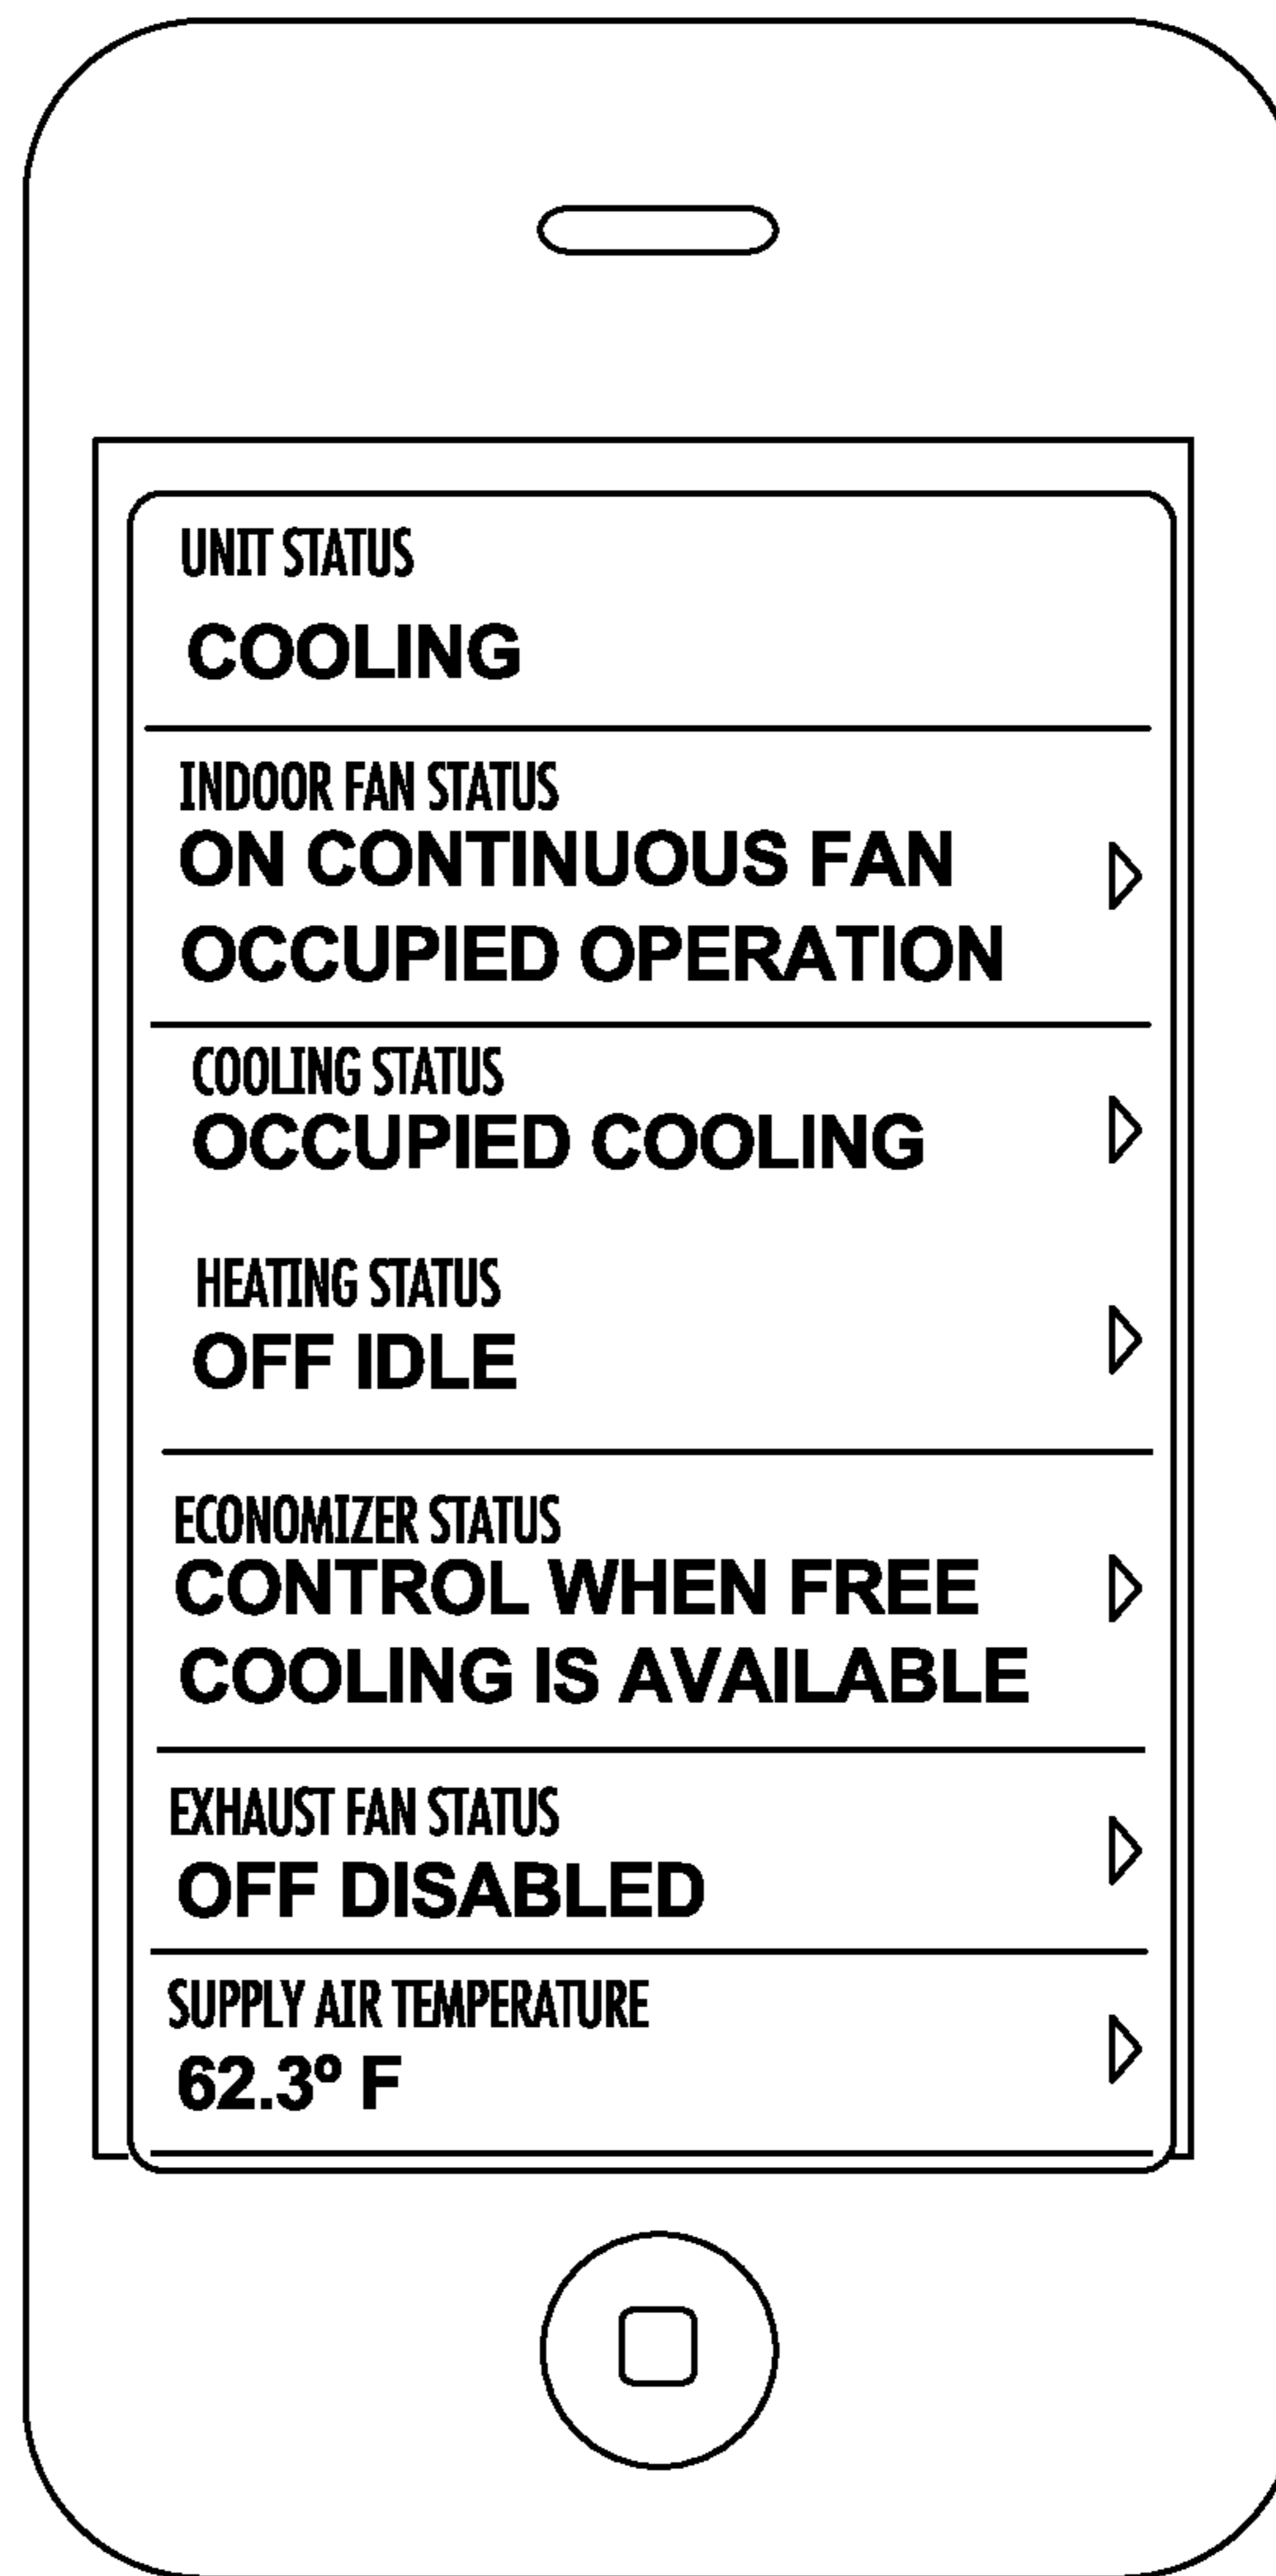 UNIT STATUS
COOLING
INDOOR FAN STATUS
ON CONTINUOUS FAN
OCCUPIED OPERATION
COOLING STATUS
OCCUPIED COOLING
HEATING STATUS
OFF IDLE
ECONOMIZER STATUS
CONTROL WHEN FREE
COOLING IS AVAILABLE
EXHAUST FAN STATUS
OFF DISABLED
SUPPLY AIR TEMPERATURE
62.3º F